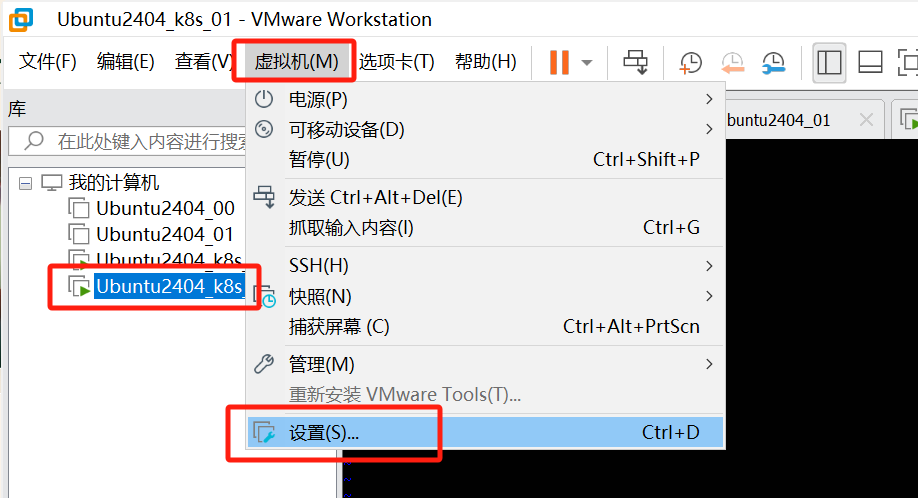 Ubuntu2404_k8s_01 - VMware Workstation
文件(F) 编辑(E) 查看(V) 虚拟机(M) 选项卡(T) 帮助(H)
库
在此处键入内容进行搜索
我的计算机
Ubuntu2404_00
Ubuntu2404_01
Ubuntu2404_k8s_
Ubuntu2404_k8s_
电源(P)
可移动设备(D)
暂停(U) Ctrl+Shift+P
发送 Ctrl+Alt+Del(E)
抓取输入内容(I) Ctrl+G
SSH(H)
快照(N)
捕获屏幕 (C) Ctrl+Alt+PrtScn
管理(M)
重新安装 VMware Tools(T)...
设置(S)... Ctrl+D
buntu2404_01
~
~